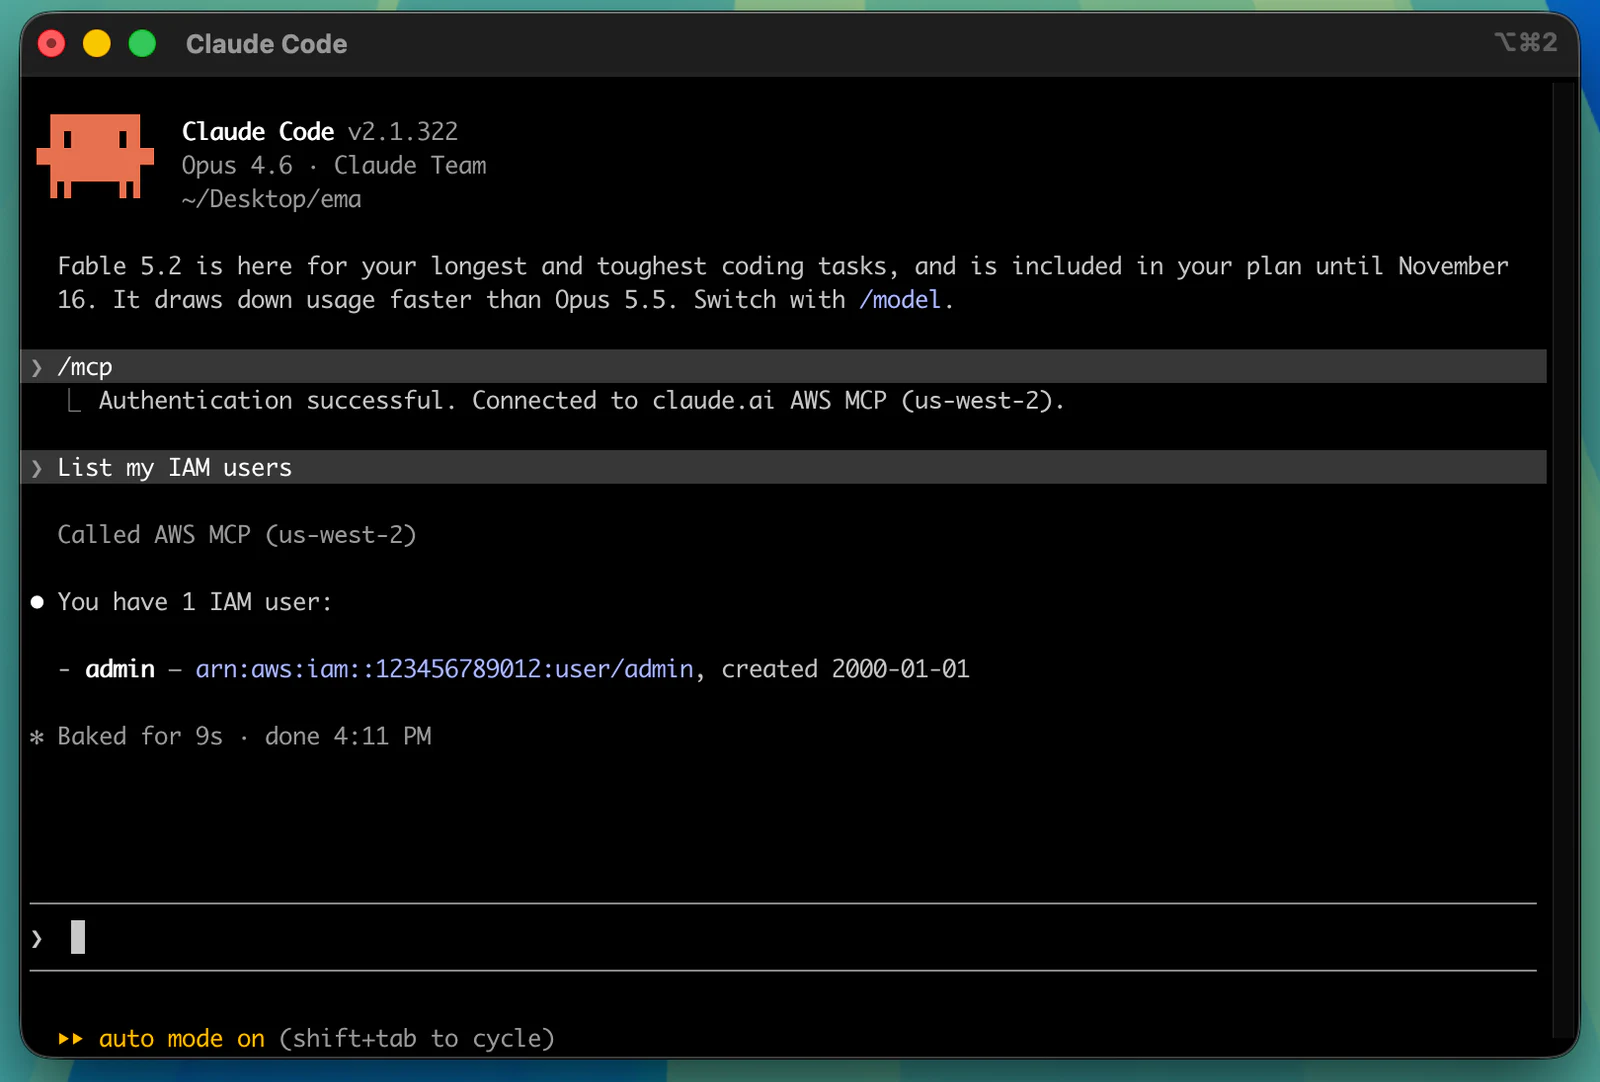 Claude Code
⌥⌘2
Claude Code v2.1.322
Opus 4.6 · Claude Team
~/Desktop/ema
Fable 5.2 is here for your longest and toughest coding tasks, and is included in your plan until November
16. It draws down usage faster than Opus 5.5. Switch with /model.
❯ /mcp
⎿ Authentication successful. Connected to claude.ai AWS MCP (us-west-2).
❯ List my IAM users
Called AWS MCP (us-west-2)
● You have 1 IAM user:
- admin — arn:aws:iam::123456789012:user/admin, created 2000-01-01
✻ Baked for 9s · done 4:11 PM
❯
⏵⏵ auto mode on (shift+tab to cycle)